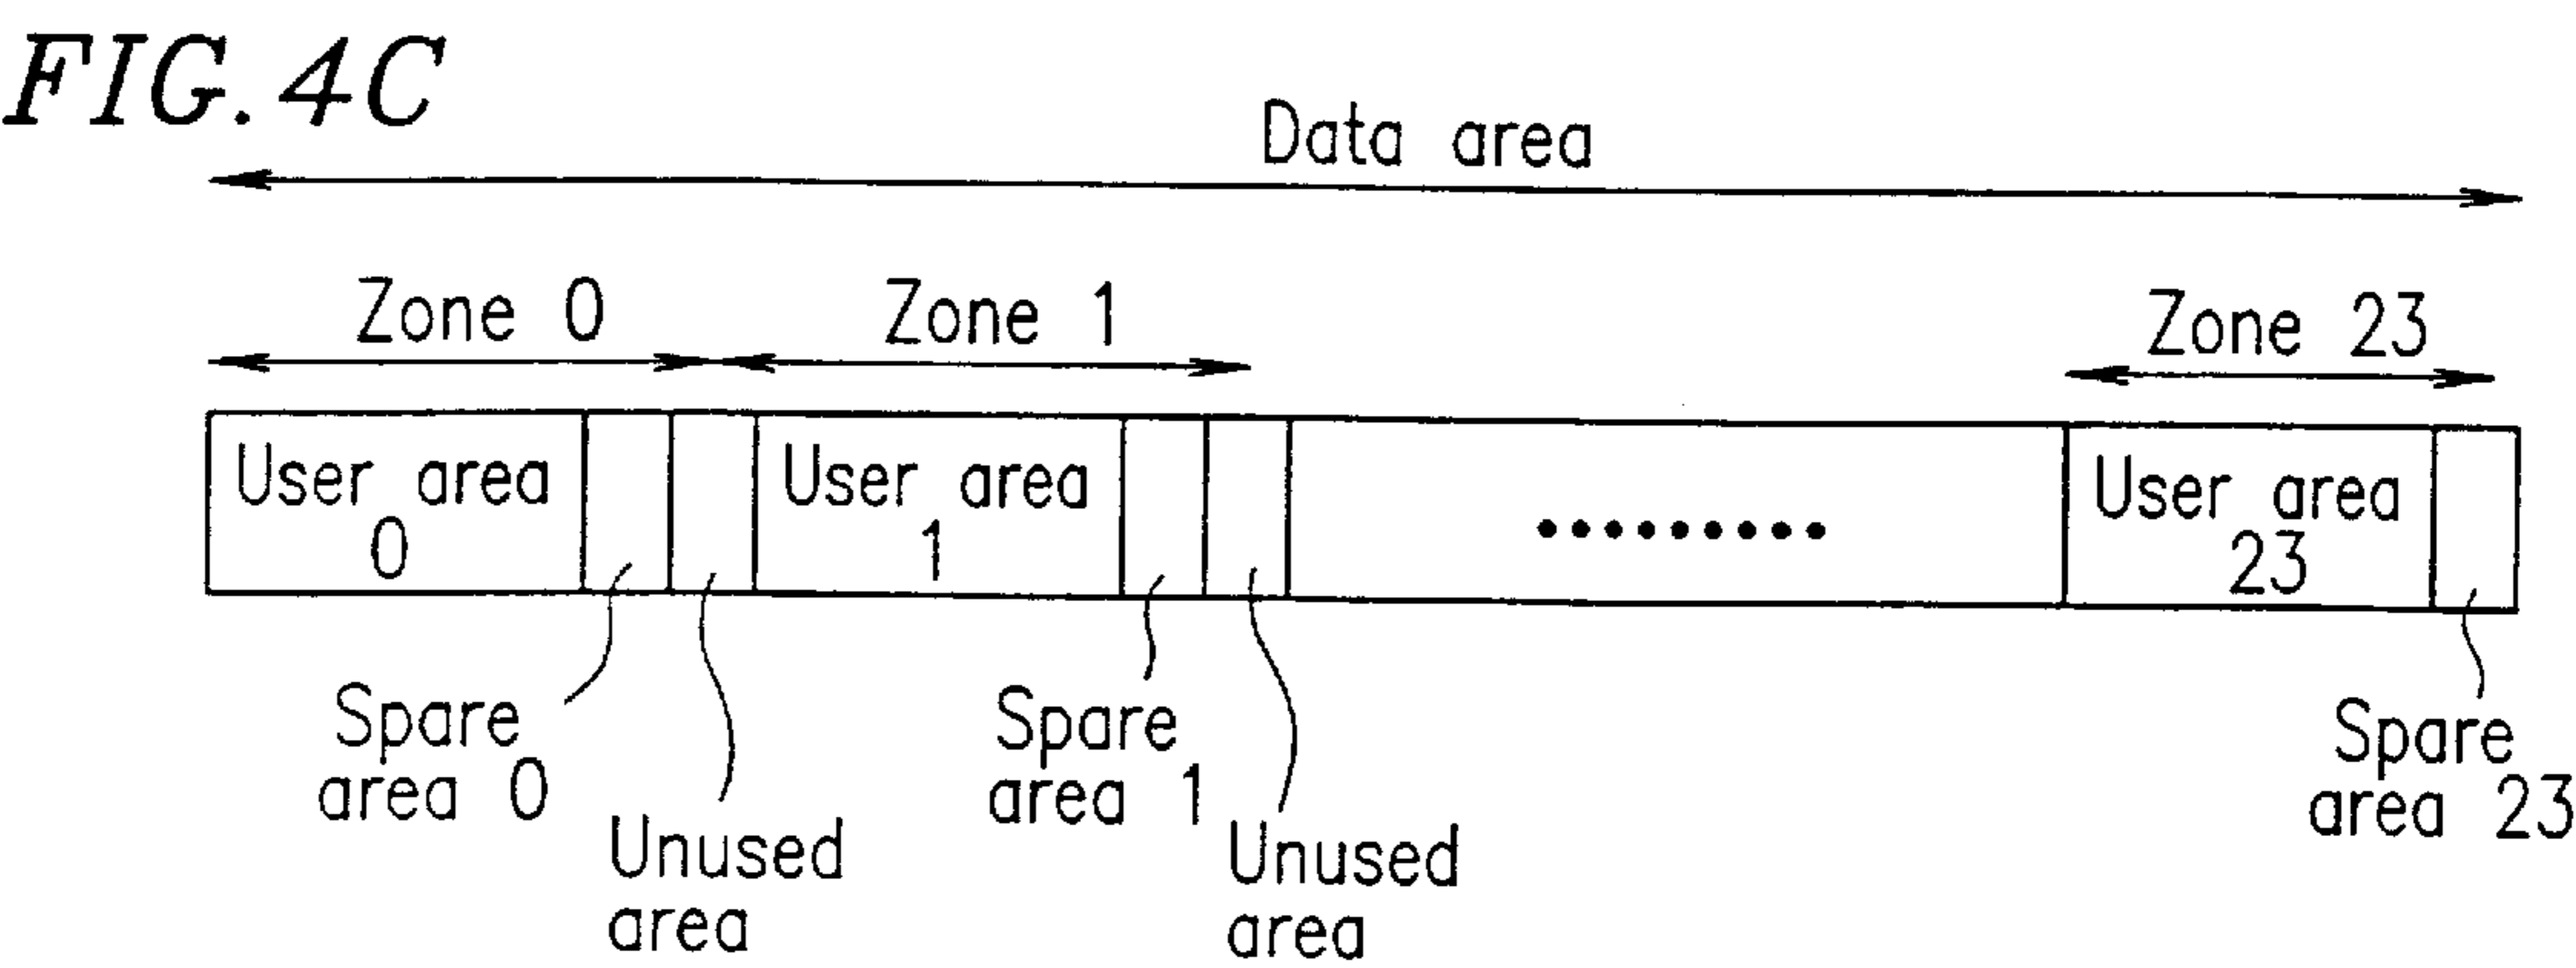 FIG. 4C
Data area
Zone 0 Zone 1 Zone 23
User area
0
User area
1
.........
User area
23
Spare
area 0
Unused
area
Spare
area 1
Unused
area
Spare
area 23